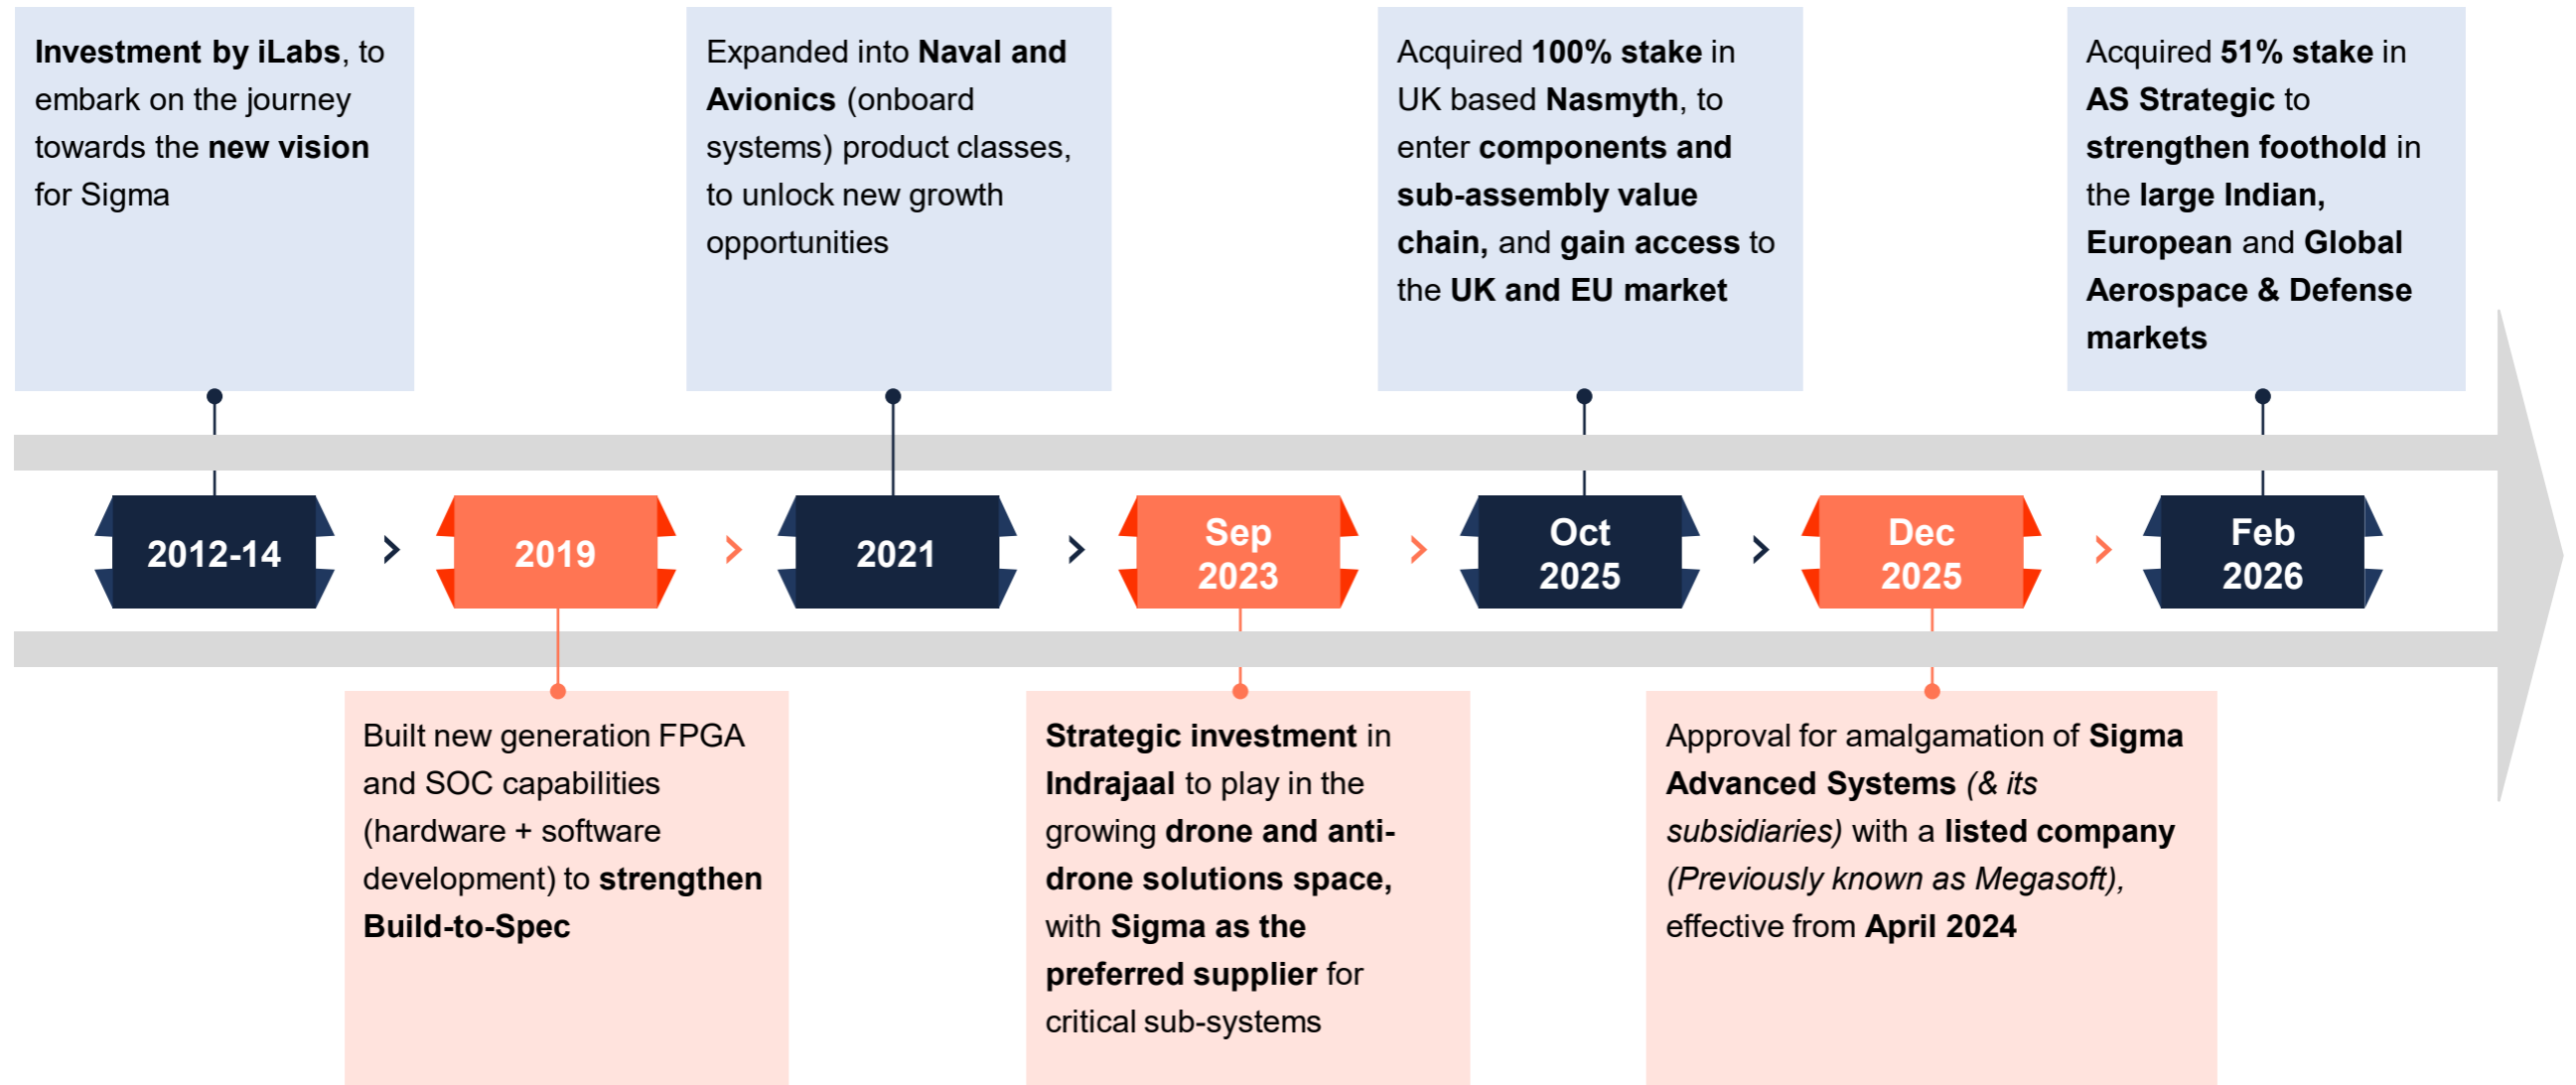 Investment by iLabs, to
embark on the journey
towards the new vision
for Sigma
Expanded into Naval and
Avionics (onboard
systems) product classes,
to unlock new growth
opportunities
Acquired 100% stake in
UK based Nasmyth, to
enter components and
sub-assembly value
chain, and gain access to
the UK and EU market
Acquired 51% stake in
AS Strategic to
strengthen foothold in
the large Indian,
European and Global
Aerospace & Defense
markets
2012-14
2019
2021
Sep
2023
Oct
2025
Dec
2025
Feb
2026
Built new generation FPGA
and SOC capabilities
(hardware + software
development) to strengthen
Build-to-Spec
Strategic investment in
Indrajaal to play in the
growing drone and anti-
drone solutions space,
with Sigma as the
preferred supplier for
critical sub-systems
Approval for amalgamation of Sigma
Advanced Systems (& its
subsidiaries) with a listed company
(Previously known as Megasoft),
effective from April 2024